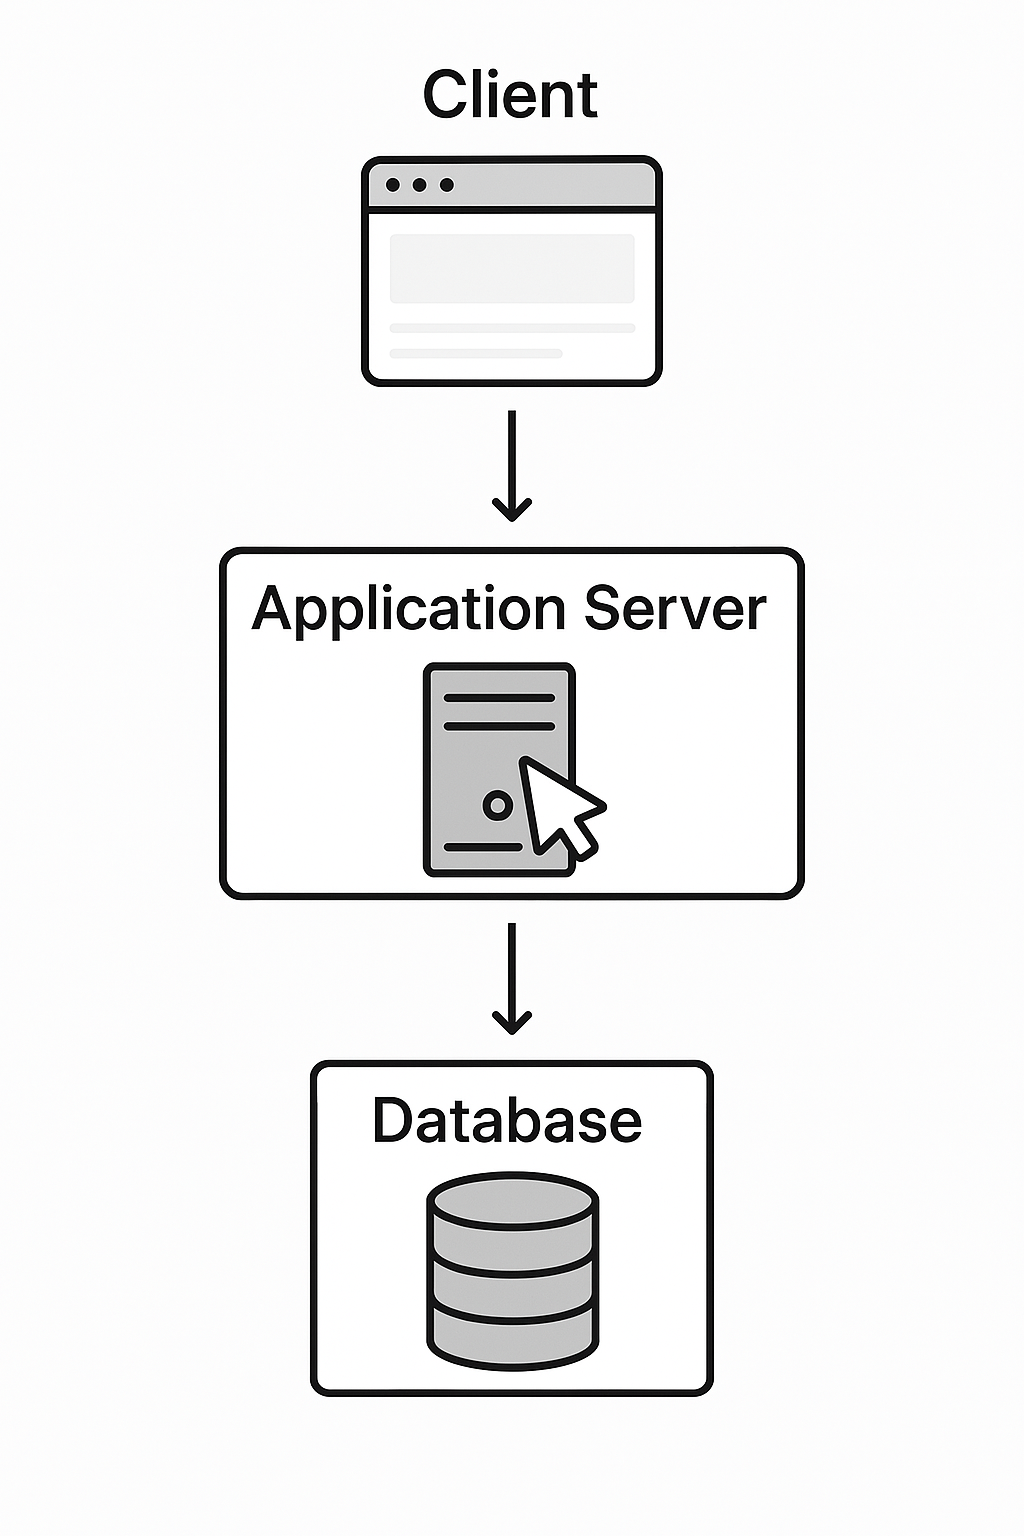 Client
Application Server
Database